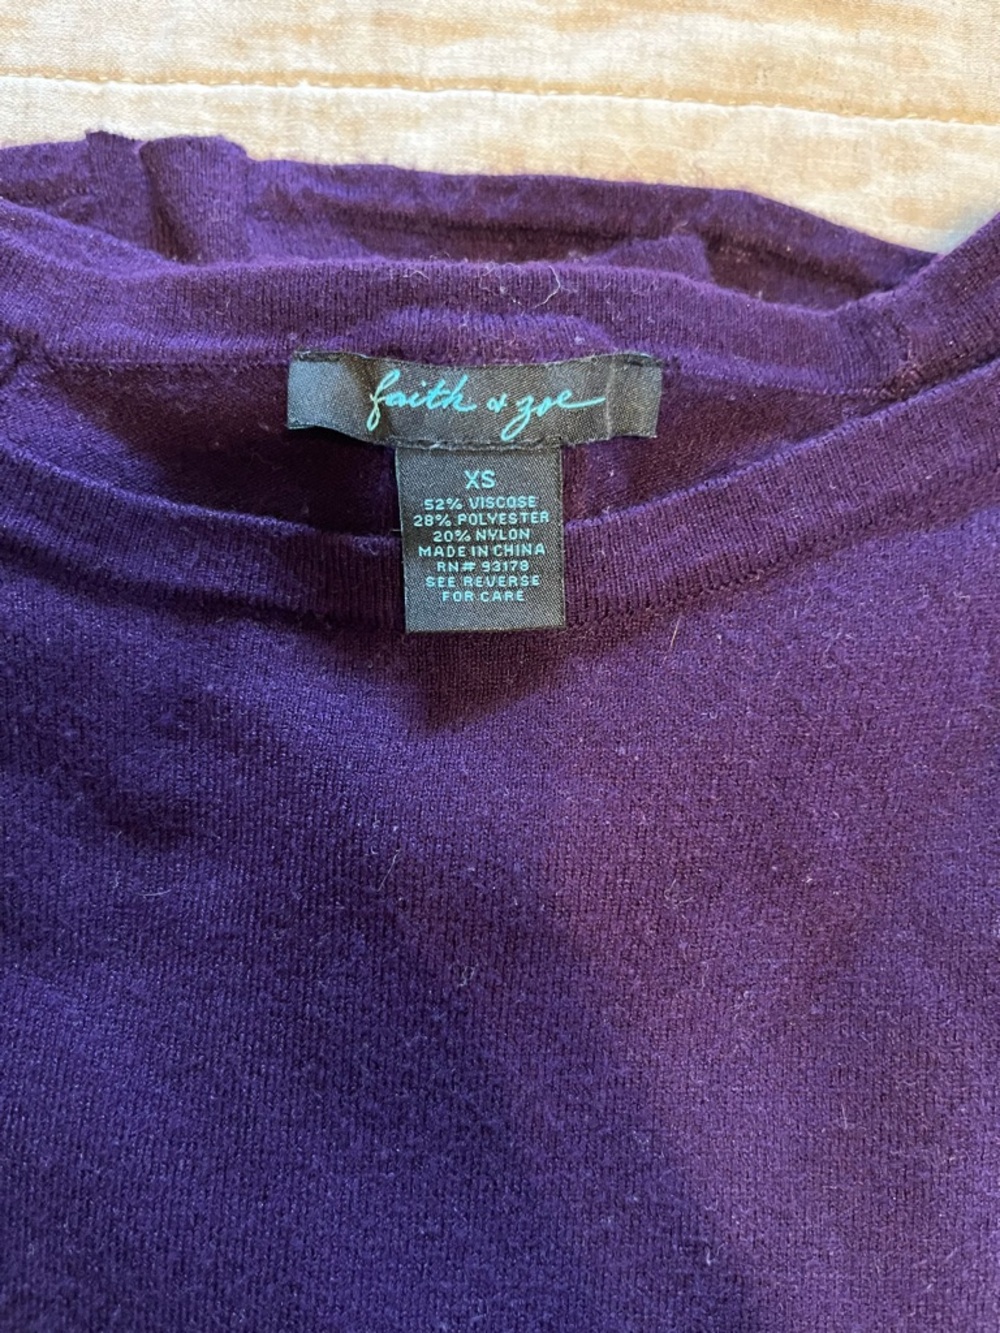 faith & zoe
XS
52% VISCOSE
28% POLYESTER
20% NYLON
MADE IN CHINA
RN# 93178
SEE REVERSE
FOR CARE